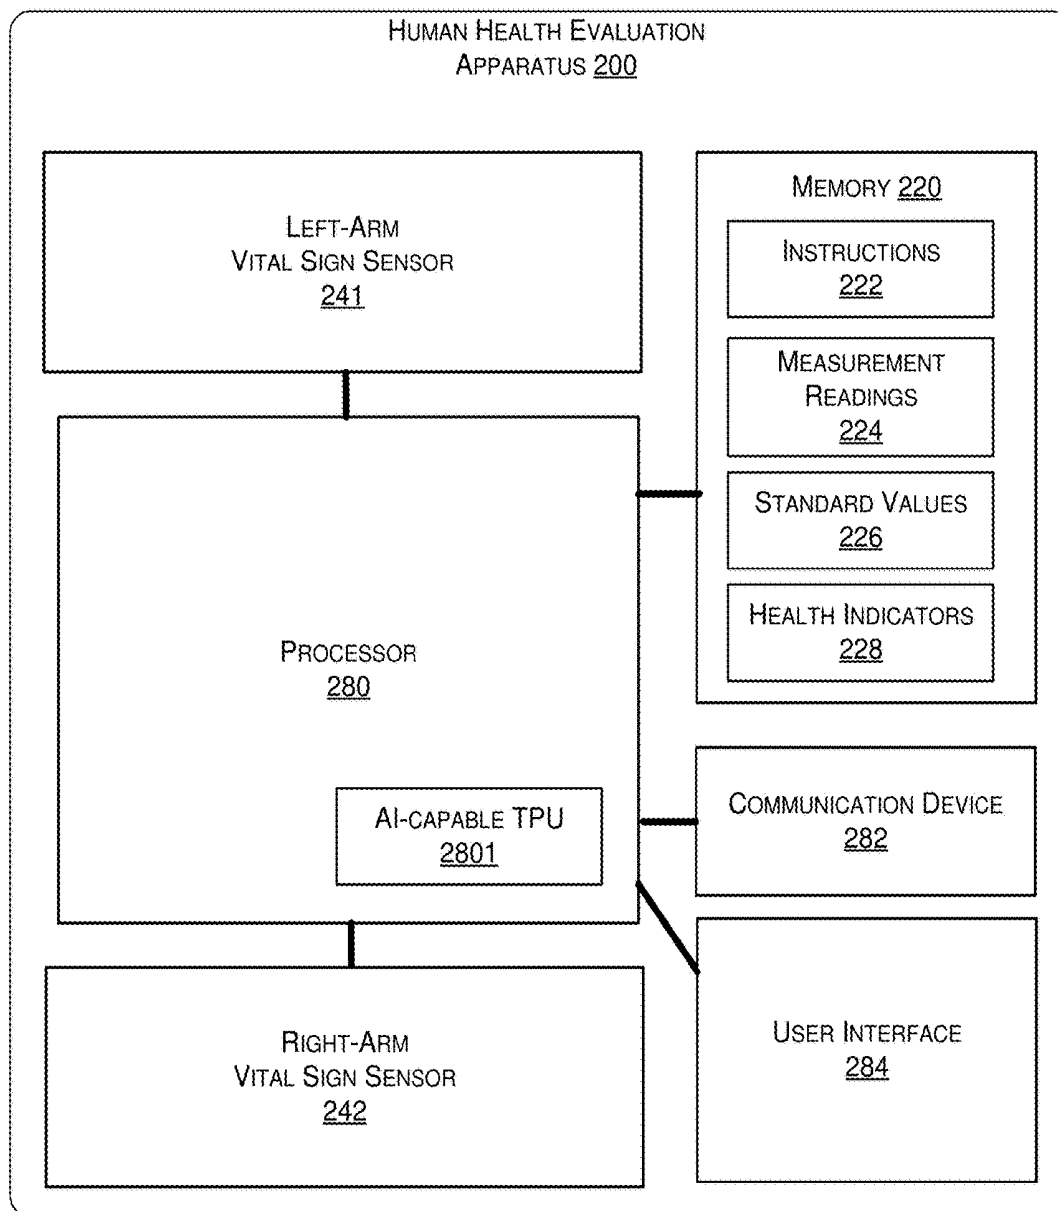 HUMAN HEALTH EVALUATION
APPARATUS 200
LEFT-ARM
VITAL SIGN SENSOR
241
MEMORY 220
INSTRUCTIONS
222
MEASUREMENT
READINGS
224
STANDARD VALUES
226
HEALTH INDICATORS
228
PROCESSOR
280
AI-CAPABLE TPU
2801
COMMUNICATION DEVICE
282
RIGHT-ARM
VITAL SIGN SENSOR
242
USER INTERFACE
284